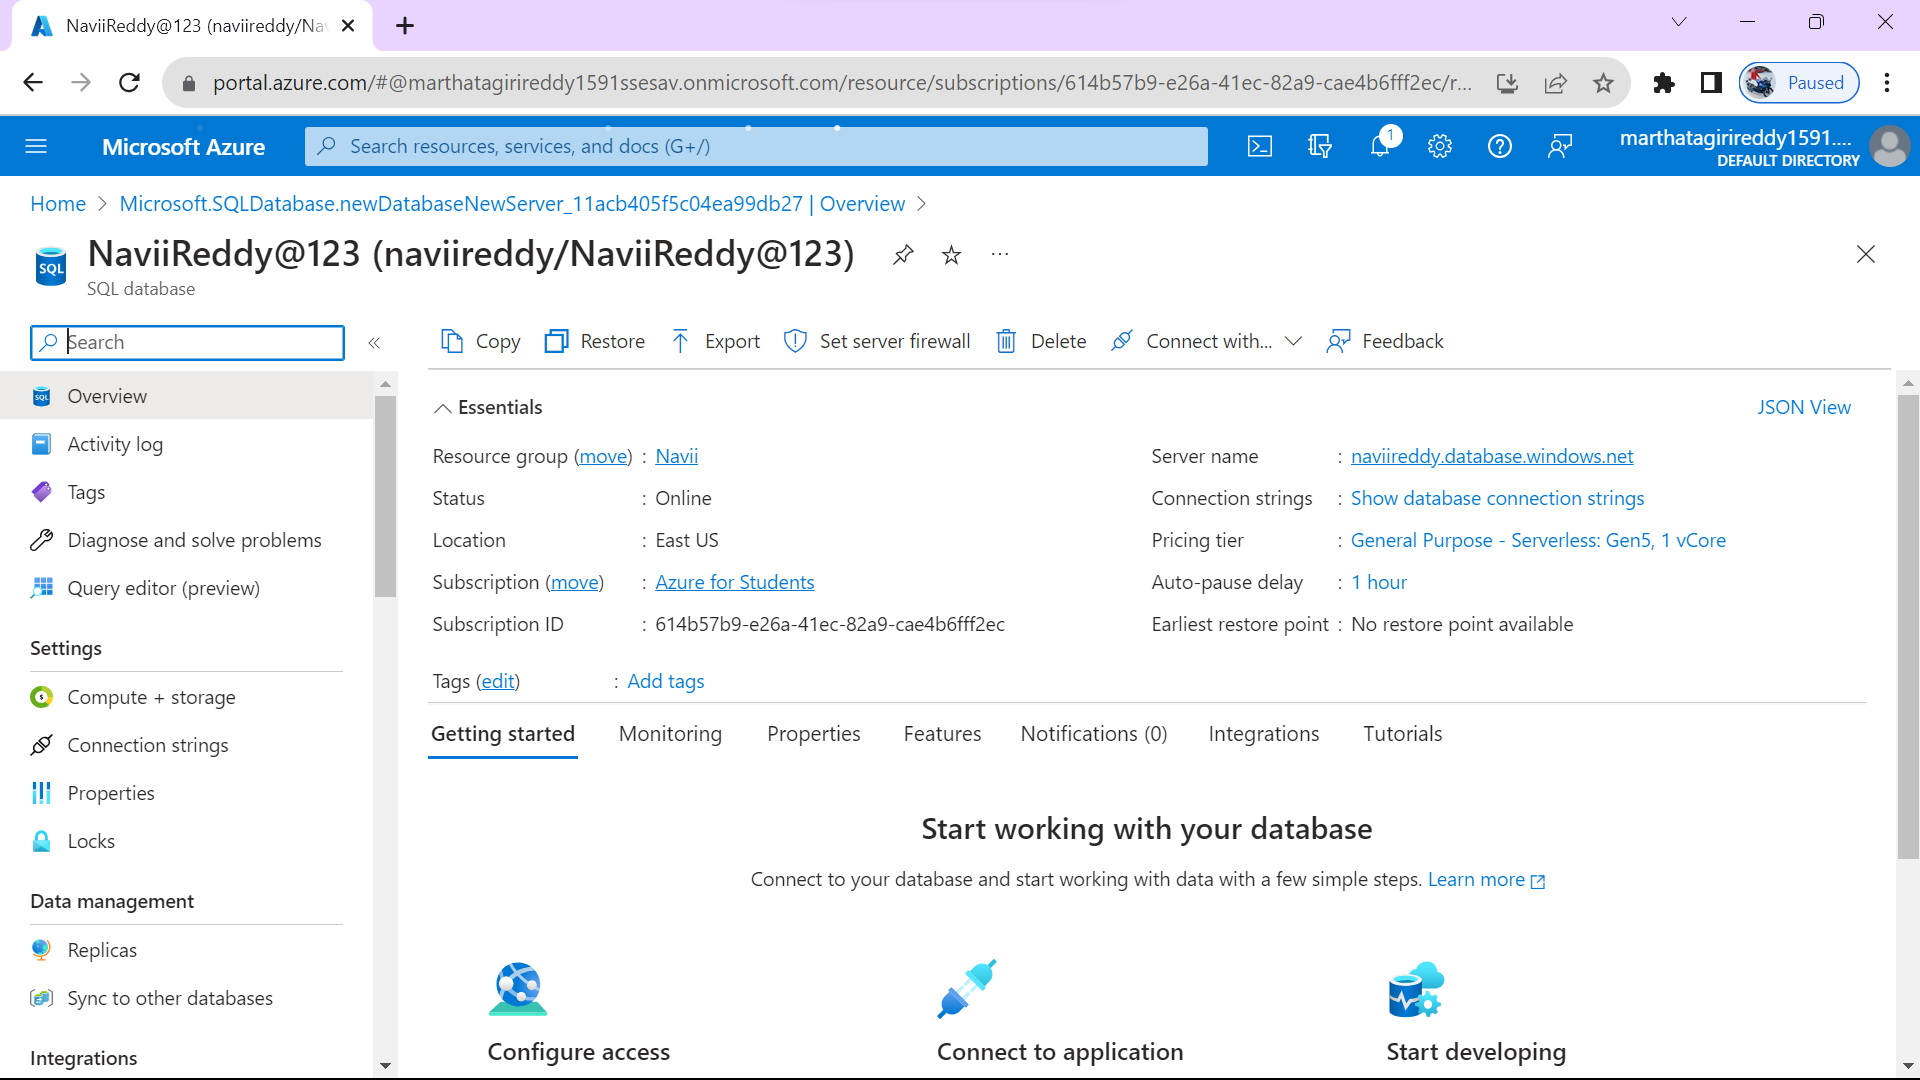 NaviiReddy@123 (naviireddy/Na
portal.azure.com/#@marthatagirireddy1591ssesav.onmicrosoft.com/resource/subscriptions/614b57b9-e26a-41ec-82a9-cae4b6fff2ec/r...
Paused
Microsoft Azure
Search resources, services, and docs (G+/)
1
marthatagirireddy1591....
DEFAULT DIRECTORY
Home > Microsoft.SQLDatabase.newDatabaseNewServer_11acb405f5c04ea99db27 | Overview >
SQL
NaviiReddy@123 (naviireddy/NaviiReddy@123)
SQL database
Search
Copy Restore Export Set server firewall Delete Connect with... Feedback
Overview
Activity log
Tags
Diagnose and solve problems
Query editor (preview)
Settings
Compute + storage
Connection strings
Properties
Locks
Data management
Replicas
Sync to other databases
Integrations
Essentials
JSON View
Resource group (move) : Navii
Status : Online
Location : East US
Subscription (move) : Azure for Students
Subscription ID : 614b57b9-e26a-41ec-82a9-cae4b6fff2ec
Server name : naviireddy.database.windows.net
Connection strings : Show database connection strings
Pricing tier : General Purpose - Serverless: Gen5, 1 vCore
Auto-pause delay : 1 hour
Earliest restore point : No restore point available
Tags (edit) : Add tags
Getting started Monitoring Properties Features Notifications (0) Integrations Tutorials
Start working with your database
Connect to your database and start working with data with a few simple steps. Learn more
Configure access
Connect to application
Start developing